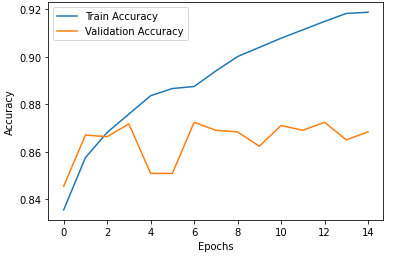 Train Accuracy
Validation Accuracy
0.92
0.90
0.88
0.86
0.84
Accuracy
0 2 4 6 8 10 12 14
Epochs